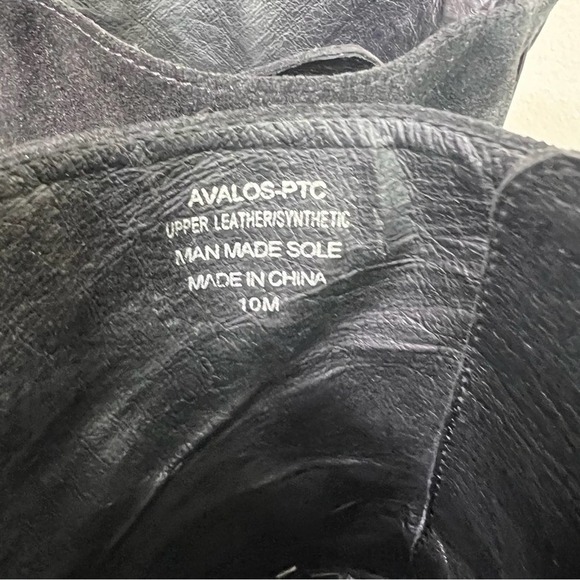 AVALOS-PTC
UPPER LEATHER/SYNTHETIC
MAN MADE SOLE
MADE IN CHINA
10M